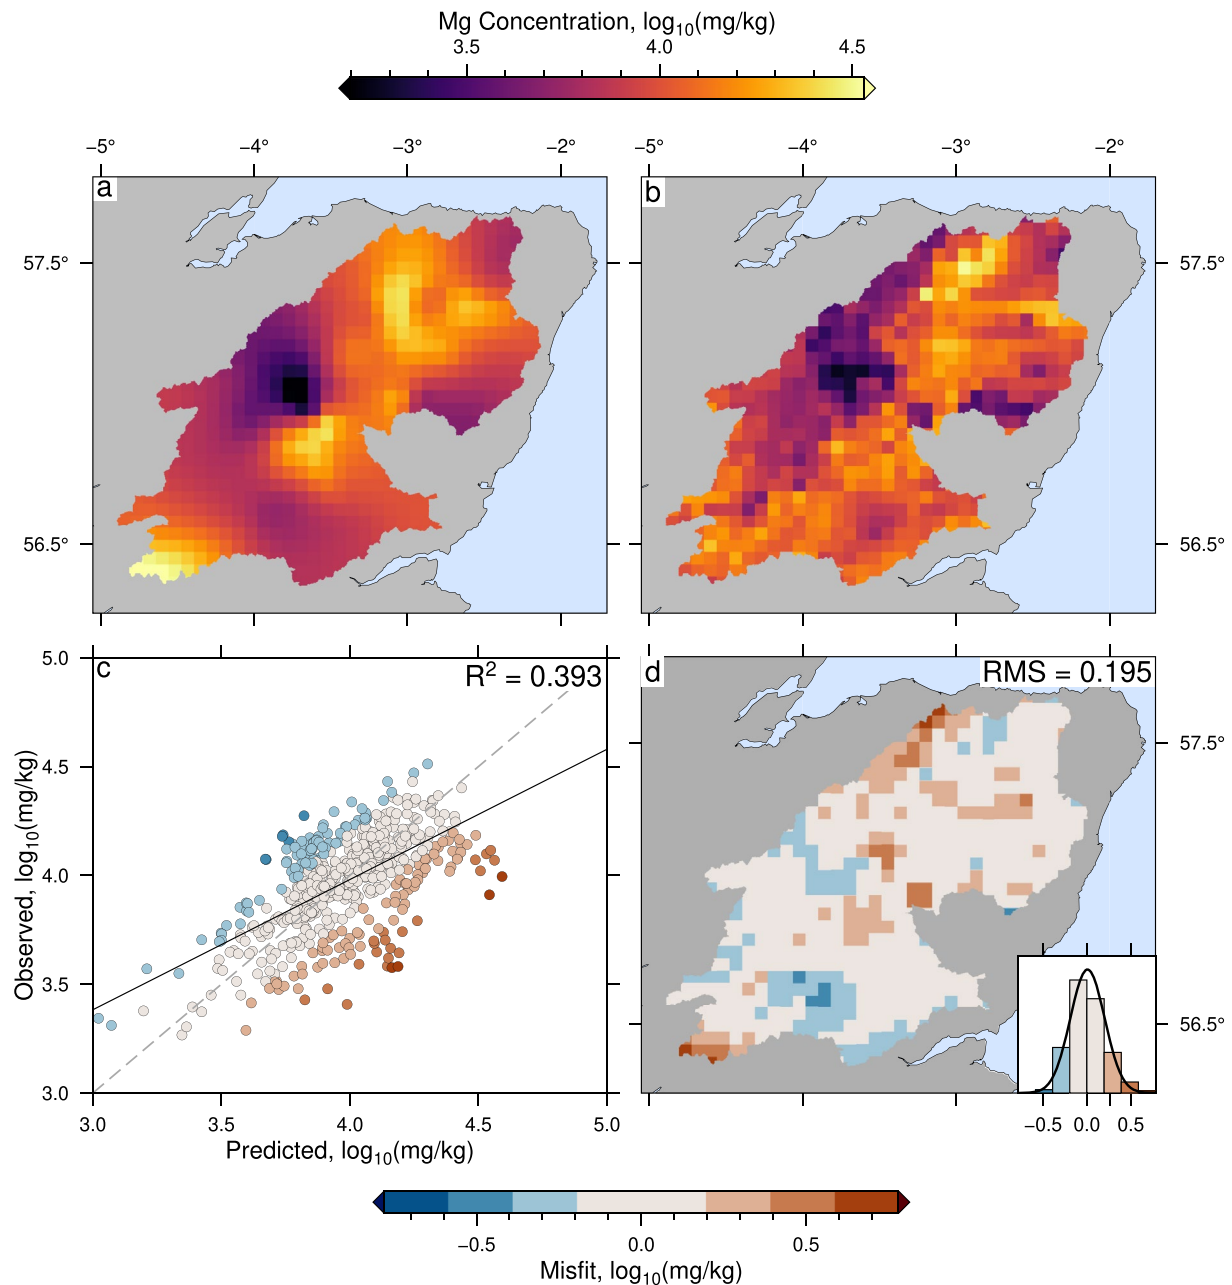 Mg Concentration, log10(mg/kg)
3.5 4.0 4.5
−5° −4° −3° −2° −5° −4° −3° −2°
a b
57.5° 57.5°
56.5° 56.5°
5.0 c R² = 0.393 d RMS = 0.195
4.5 57.5°
4.0
3.5 56.5°
3.0
Observed, log10(mg/kg)
3.0 3.5 4.0 4.5 5.0 −0.5 0.0 0.5
Predicted, log10(mg/kg)
−0.5 0.0 0.5
Misfit, log10(mg/kg)